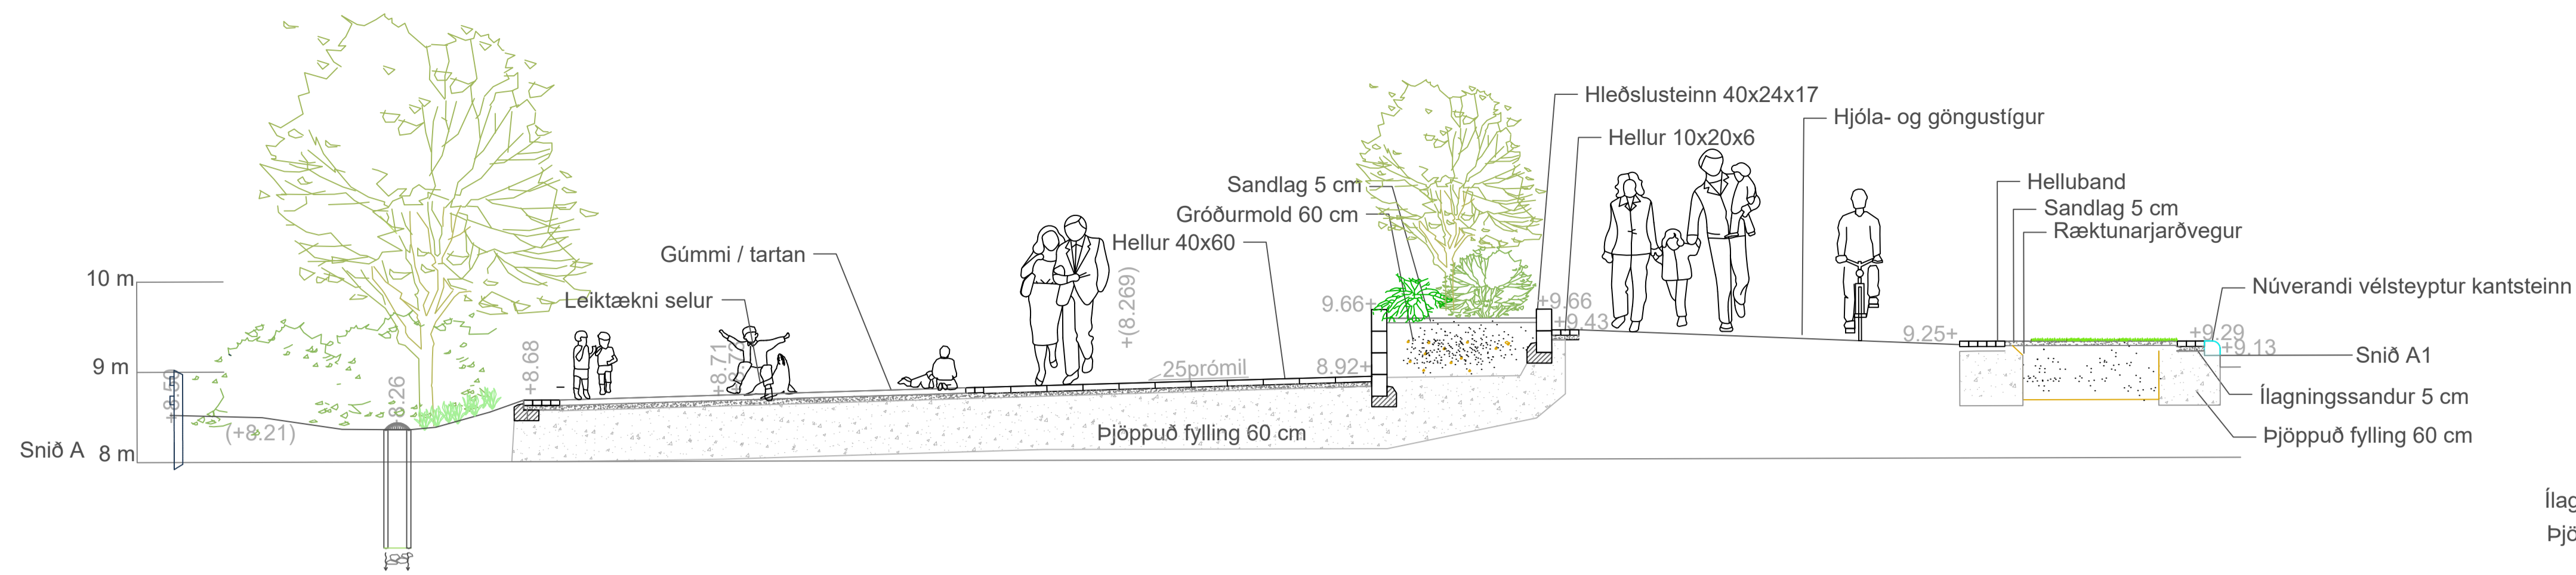 Hleðslusteinn 40x24x17
Hjóla- og göngustígur
Hellur 10x20x6
Sandlag 5 cm
Gróðurmold 60 cm
Hellur 40x60
Helluband
Sandlag 5 cm
Ræktunarjarðvegur
Gúmmi / tartan
Leiktækni selur
10 m
9 m
8 m
Snið A
+8.59
(+8.21)
+8.26
+8.68
+8.71
+(8.269)
25prómil
8.92+
9.66+
+9.66
+9.43
9.25+
+9.29
+9.13
Núverandi vélsteyptur kantsteinn
Snið A1
Ílagningssandur 5 cm
Þjöppuð fylling 60 cm
Þjöppuð fylling 60 cm
Ílag
Þjö